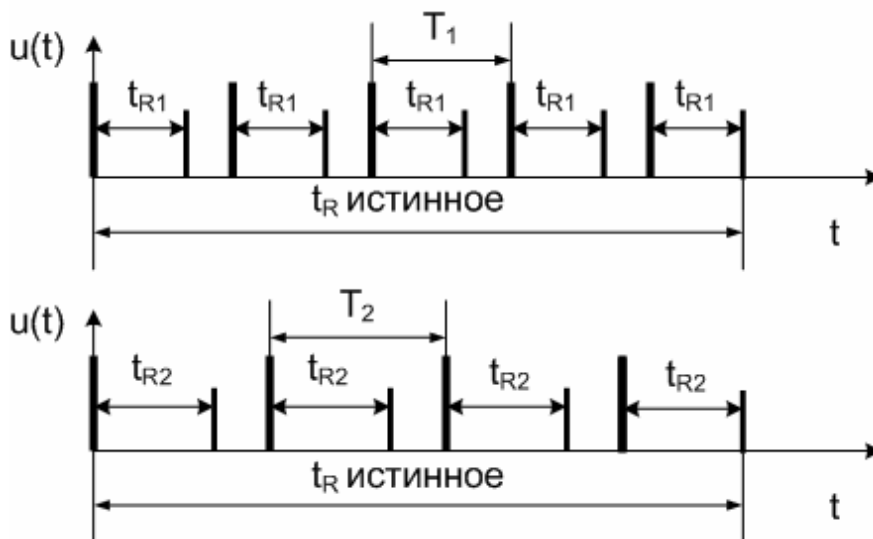 T1
u(t)
tR1 tR1 tR1 tR1 tR1
tR истинное
t
T2
u(t)
tR2 tR2 tR2 tR2
tR истинное
t